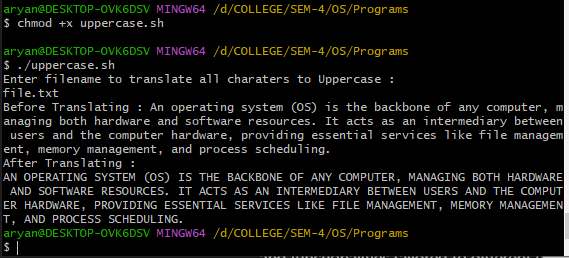 aryan@DESKTOP-OVK6DSV MINGW64 /d/COLLEGE/SEM-4/OS/Programs
$ chmod +x uppercase.sh
aryan@DESKTOP-OVK6DSV MINGW64 /d/COLLEGE/SEM-4/OS/Programs
$ ./uppercase.sh
Enter filename to translate all charaters to Uppercase :
file.txt
Before Translating : An operating system (OS) is the backbone of any computer, m
anaging both hardware and software resources. It acts as an intermediary between
 users and the computer hardware, providing essential services like file managem
ent, memory management, and process scheduling.
After Translating :
AN OPERATING SYSTEM (OS) IS THE BACKBONE OF ANY COMPUTER, MANAGING BOTH HARDWARE
 AND SOFTWARE RESOURCES. IT ACTS AS AN INTERMEDIARY BETWEEN USERS AND THE COMPUT
ER HARDWARE, PROVIDING ESSENTIAL SERVICES LIKE FILE MANAGEMENT, MEMORY MANAGEMEN
T, AND PROCESS SCHEDULING.
aryan@DESKTOP-OVK6DSV MINGW64 /d/COLLEGE/SEM-4/OS/Programs
$